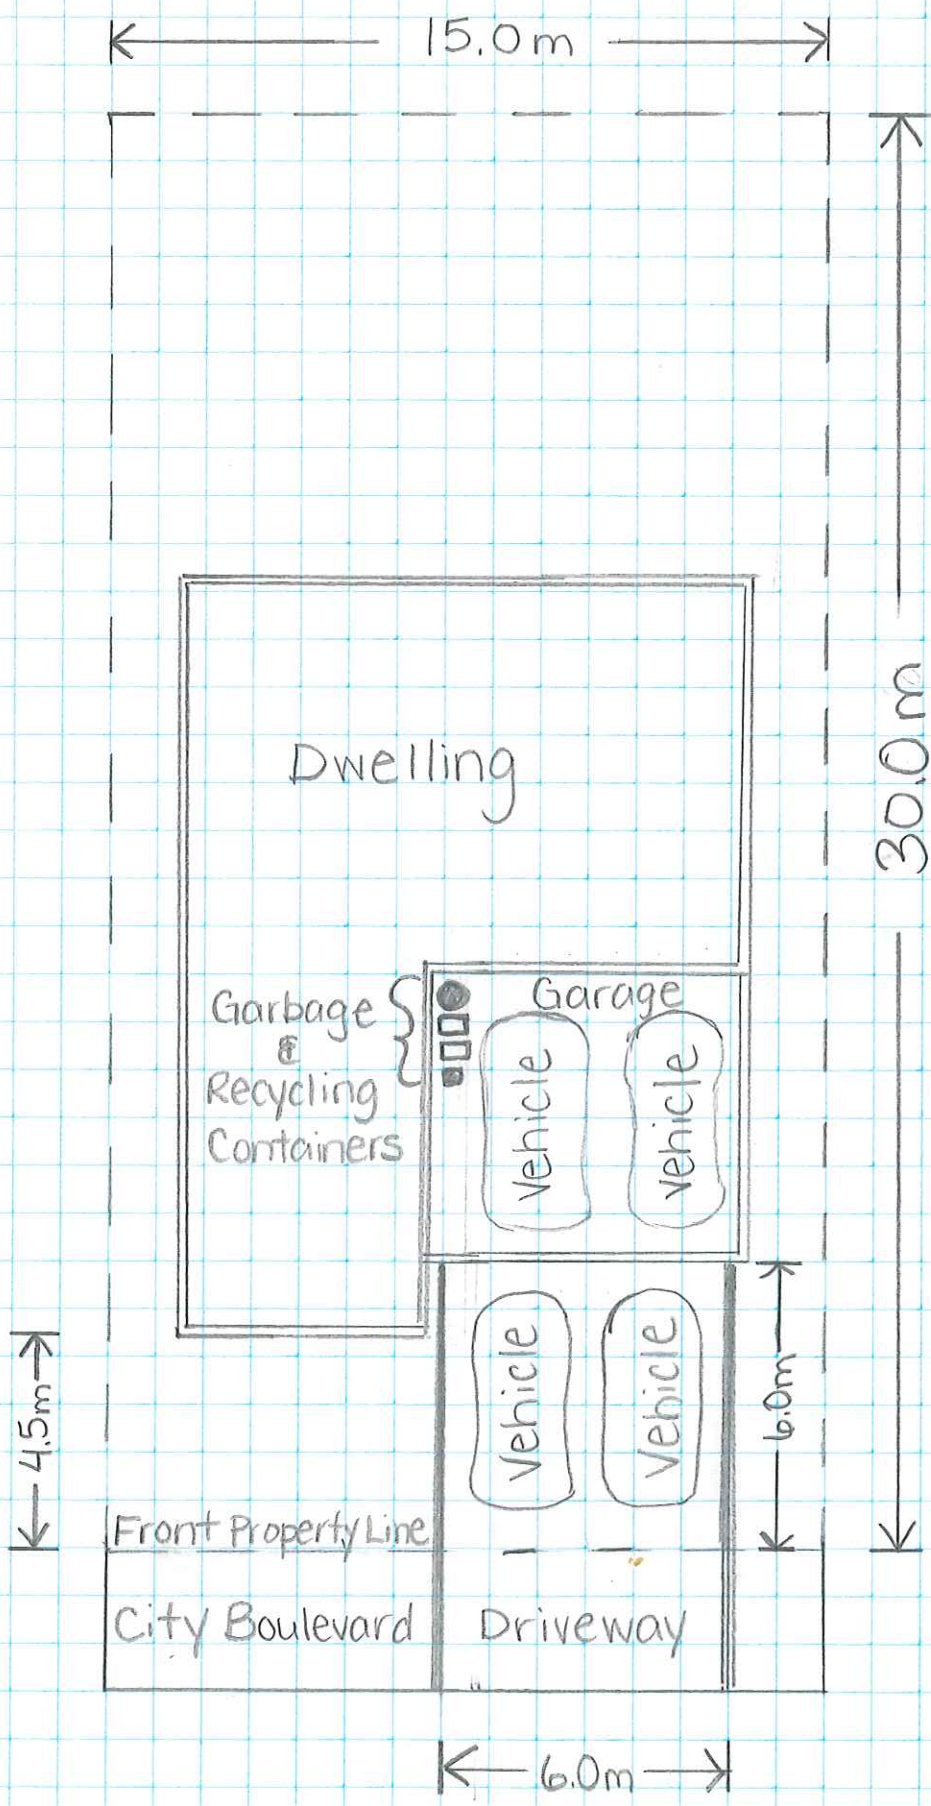 15.0m
30.0m
Dwelling
Garage
Garbage
&
Recycling
Containers
Vehicle
Vehicle
Vehicle
Vehicle
4.5m
6.0m
Front Property Line
City Boulevard
Driveway
6.0m